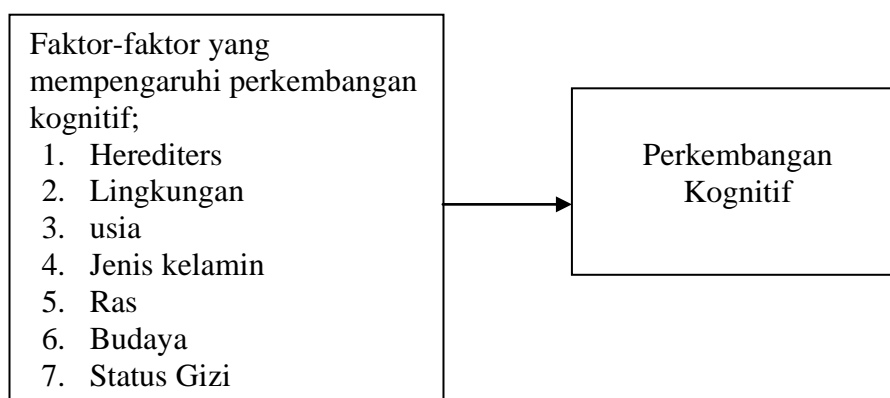 Faktor-faktor yang
mempengaruhi perkembangan
kognitif;
1. Herediters
2. Lingkungan
3. usia
4. Jenis kelamin
5. Ras
6. Budaya
7. Status Gizi
Perkembangan
Kognitif